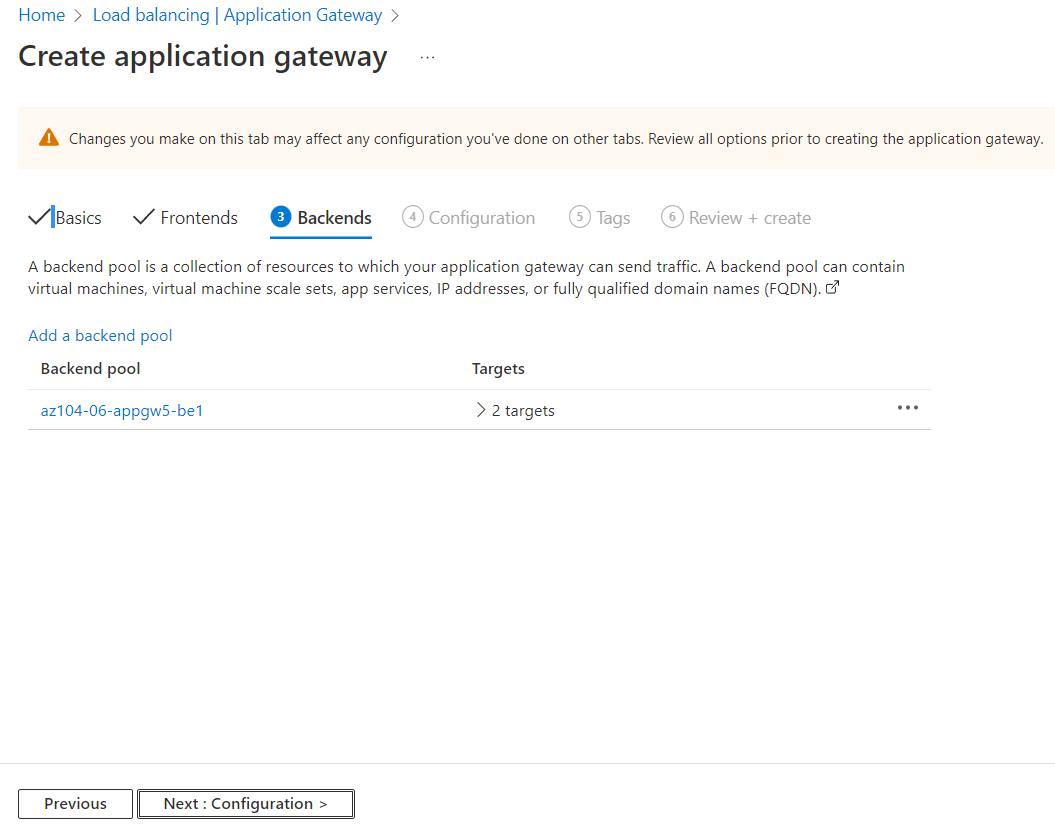 Home > Load balancing | Application Gateway >
Create application gateway ...
Changes you make on this tab may affect any configuration you've done on other tabs. Review all options prior to creating the application gateway.
Basics Frontends 3 Backends 4 Configuration 5 Tags 6 Review + create
A backend pool is a collection of resources to which your application gateway can send traffic. A backend pool can contain
virtual machines, virtual machine scale sets, app services, IP addresses, or fully qualified domain names (FQDN).
Add a backend pool
Backend pool Targets
az104-06-appgw5-be1 > 2 targets ...
Previous Next : Configuration >